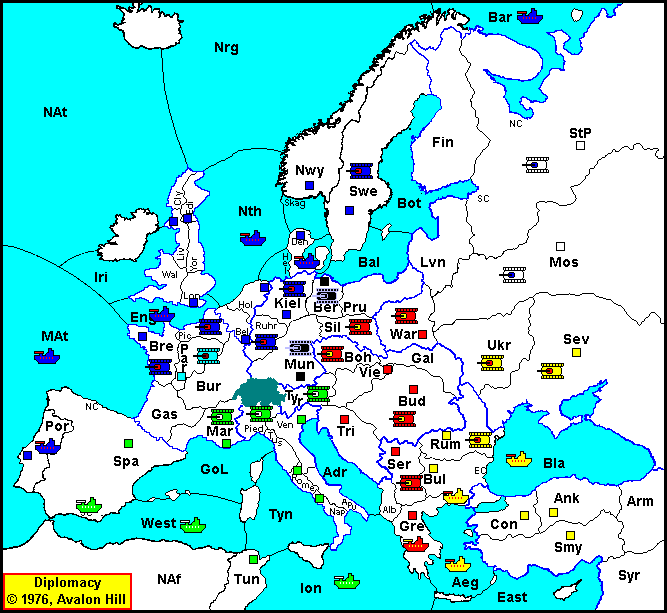 Bar
Nrg
NAt
NC
StP
Fin
Nwy
Swe
Cly
Edi
Skag
Bot
SC
Nth
Den
Hel
Mos
Liv
Yor
Bal
Lvn
Iri
Wal
Lon
Hol
Kiel
Ber
Pru
Eng
Bel
Ruhr
Sil
War
MAt
Bre
Pic
Par
Ukr
Sev
Mun
Boh
Gal
Vie
Bur
Tyr
Bud
NC
Gas
Por
Mar
Pied
Ven
Tri
Rum
Tus
Spa
Ser
GoL
Adr
Bul
EC
Bla
Rome
Ank
Arm
SC
West
Tyn
Apu
Nap
Alb
Gre
Con
Smy
Aeg
NAf
Tun
Ion
East
Syr
Diplomacy
© 1976, Avalon Hill